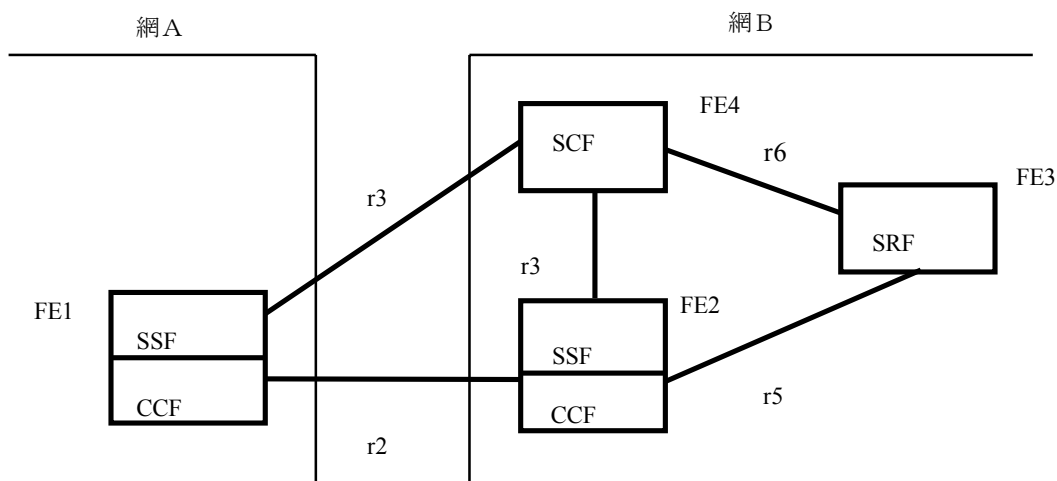 網A
網B
FE4
SCF
r6
FE3
r3
SRF
r3
FE1
FE2
SSF
SSF
CCF
CCF
r5
r2